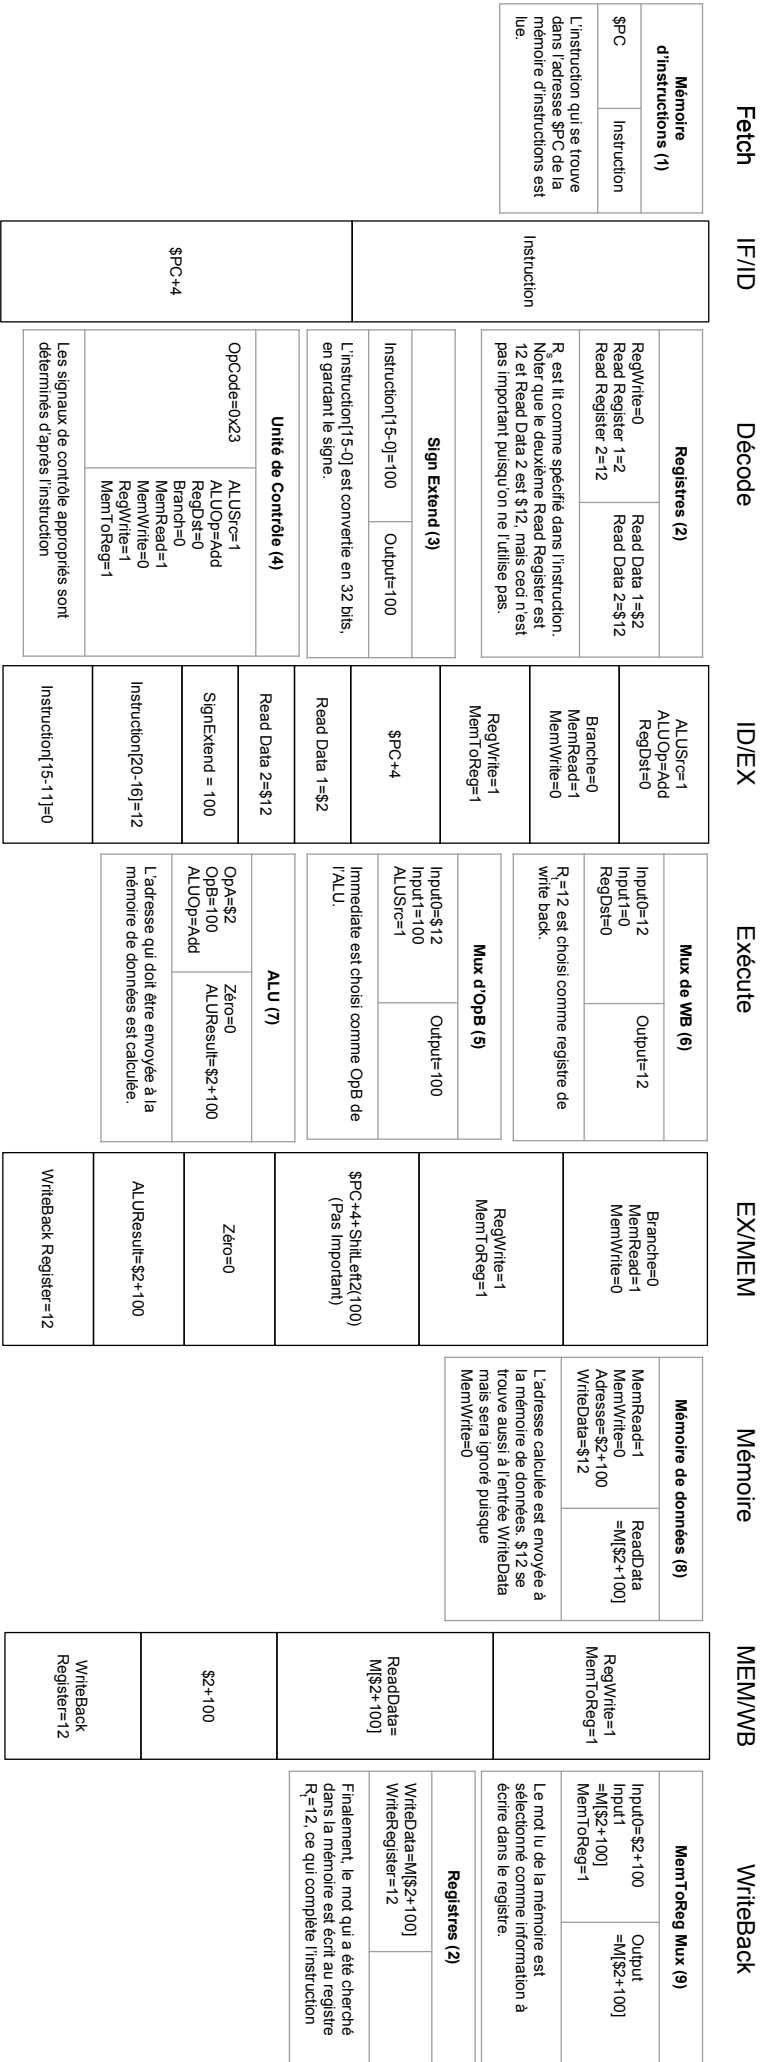 Fetch
Mémoire
d'instructions (1)
$PC
Instruction
L'instruction qui se trouve
dans l'adresse $PC de la
mémoire d'instructions est
lue.
IF/ID
Instruction
$PC+4
Décode
Registres (2)
RegWrite=0
Read Register 1=2
Read Register 2=12
Read Data 1=$2
Read Data 2=$12
Rs est lit comme spécifié dans l'instruction.
Noter que le deuxième Read Register est
12 et Read Data 2 est $12, mais ceci n'est
pas important puisqu'on ne l'utilise pas.
Sign Extend (3)
Instruction[15-0]=100
Output=100
L'instruction[15-0] est convertie en 32 bits,
en gardant le signe.
Unité de Contrôle (4)
OpCode=0x23
ALUSrc=1
ALUOp=Add
RegDst=0
Branch=0
MemRead=1
MemWrite=0
RegWrite=1
MemToReg=1
Les signaux de contrôle appropriés sont
déterminés d'après l'instruction
ID/EX
ALUSrc=1
ALUOp=Add
RegDst=0
Branche=0
MemRead=1
MemWrite=0
RegWrite=1
MemToReg=1
$PC+4
Read Data 1=$2
Read Data 2=$12
SignExtend = 100
Instruction[20-16]=12
Instruction[15-11]=0
Exécute
Mux de WB (6)
Input0=12
Input1=0
RegDst=0
Output=12
Rt=12 est choisi comme registre de
write back.
Mux d'OpB (5)
Input0=$12
Input1=100
ALUSrc=1
Output=100
Immediate est choisi comme OpB de
l'ALU.
ALU (7)
OpA=$2
OpB=100
ALUOp=Add
Zéro=0
ALUResult=$2+100
L'adresse qui doit être envoyée à la
mémoire de données est calculée.
EX/MEM
Branche=0
MemRead=1
MemWrite=0
RegWrite=1
MemToReg=1
$PC+4+ShitLeft2(100)
(Pas Important)
Zéro=0
ALUResult=$2+100
WriteBack Register=12
Mémoire
Mémoire de données (8)
MemRead=1
MemWrite=0
Adresse=$2+100
WriteData=$12
ReadData
=M[$2+100]
L'adresse calculée est envoyée à
la mémoire de données. $12 se
trouve aussi à l'entrée WriteData
mais sera ignoré puisque
MemWrite=0
MEM/WB
RegWrite=1
MemToReg=1
ReadData=
M[$2+100]
$2+100
WriteBack
Register=12
WriteBack
MemToReg Mux (9)
Input0=$2+100
Input1
=M[$2+100]
MemToReg=1
Output
=M[$2+100]
Le mot lu de la mémoire est
sélectionné comme information à
écrire dans le registre.
Registres (2)
WriteData=M[$2+100]
WriteRegister=12
Finalement, le mot qui a été cherché
dans la mémoire est écrit au registre
Rt=12, ce qui complète l'instruction